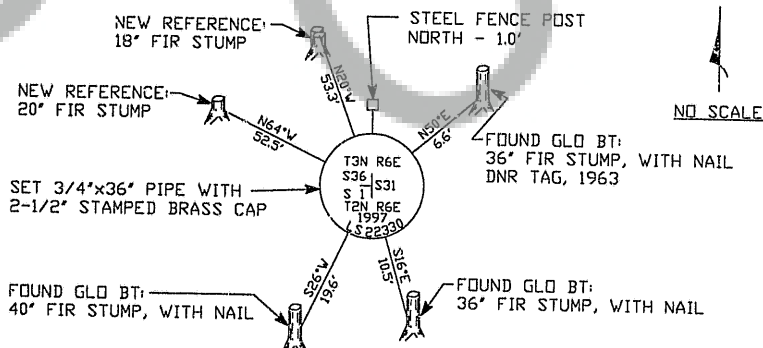 NEW REFERENCE:
18" FIR STUMP
STEEL FENCE POST
NORTH - 1.0'
N20°W
53.3'
NEW REFERENCE:
20" FIR STUMP
N64°W
52.5'
N50°E
6.6'
NO SCALE
FOUND GLO BT:
36" FIR STUMP, WITH NAIL
DNR TAG, 1963
SET 3/4"x36" PIPE WITH
2-1/2" STAMPED BRASS CAP
T3N R6E
S36
S31
S 1
T2N R6E
1997
LS 22330
S26°W
19.6'
S16°E
10.5'
FOUND GLO BT:
40" FIR STUMP, WITH NAIL
FOUND GLO BT:
36" FIR STUMP, WITH NAIL